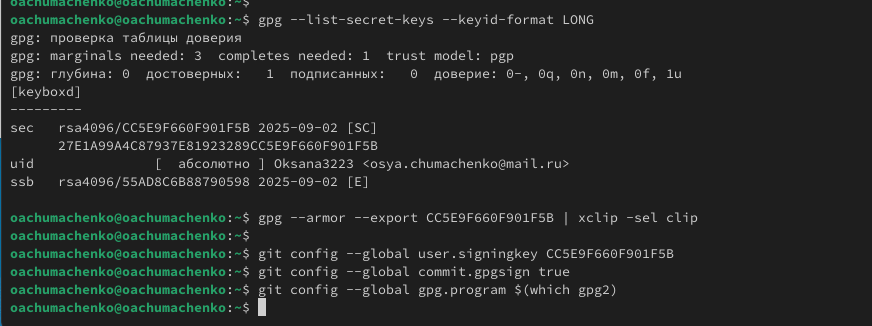 oachumachenko@oachumachenko:~$
oachumachenko@oachumachenko:~$ gpg --list-secret-keys --keyid-format LONG
gpg: проверка таблицы доверия
gpg: marginals needed: 3  completes needed: 1  trust model: pgp
gpg: глубина: 0  достоверных:   1  подписанных:   0  доверие: 0-, 0q, 0n, 0m, 0f, 1u
[keyboxd]
---------
sec   rsa4096/CC5E9F660F901F5B 2025-09-02 [SC]
      27E1A99A4C87937E81923289CC5E9F660F901F5B
uid               [  абсолютно ] Oksana3223 <osya.chumachenko@mail.ru>
ssb   rsa4096/55AD8C6B88790598 2025-09-02 [E]
oachumachenko@oachumachenko:~$ gpg --armor --export CC5E9F660F901F5B | xclip -sel clip
oachumachenko@oachumachenko:~$
oachumachenko@oachumachenko:~$ git config --global user.signingkey CC5E9F660F901F5B
oachumachenko@oachumachenko:~$ git config --global commit.gpgsign true
oachumachenko@oachumachenko:~$ git config --global gpg.program $(which gpg2)
oachumachenko@oachumachenko:~$